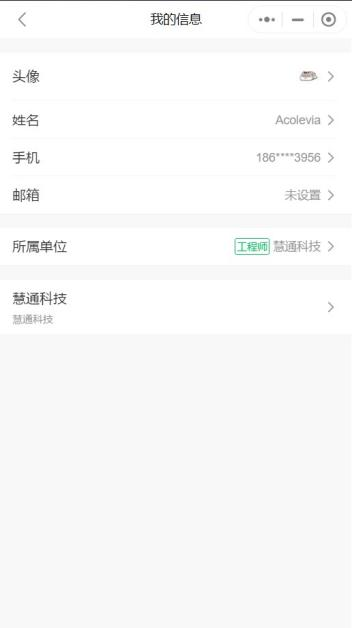 我的信息
头像
姓名 Acolevia
手机 186****3956
邮箱 未设置
所属单位 工程师 慧通科技
慧通科技
慧通科技